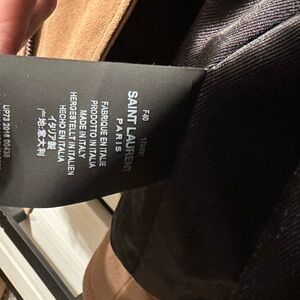 F40
SAINT LAURENT
PARIS
FABRIQUE EN ITALIE
PRODOTTO IN ITALIA
MADE IN ITALY
HERGESTELLT IN ITALIEN
イタリア製
HECHO EN ITALIA
产地:意大利